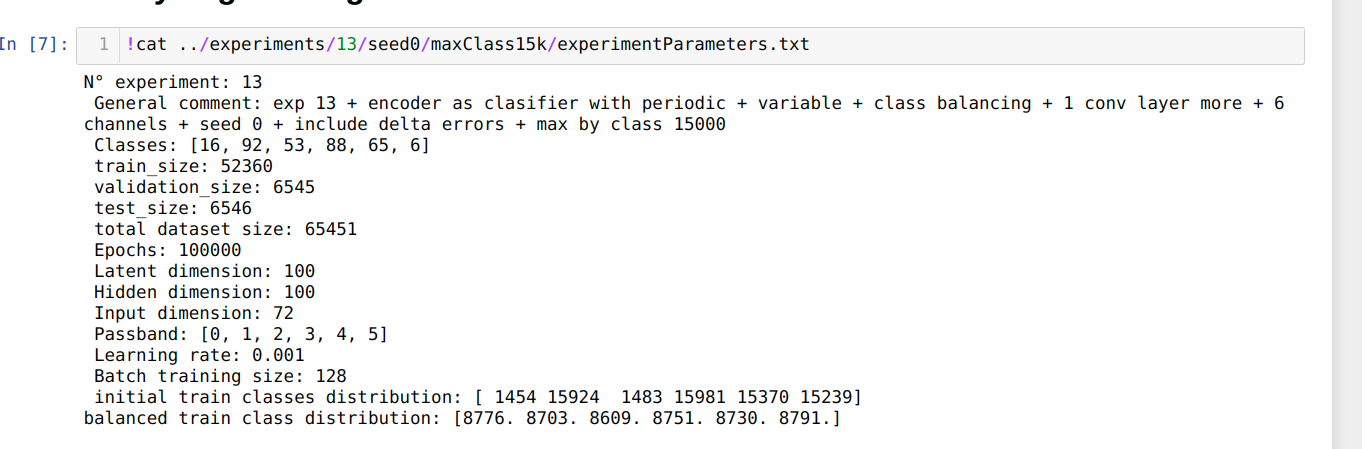 In [7]:
1 !cat ../experiments/13/seed0/maxClass15k/experimentParameters.txt
N° experiment: 13
General comment: exp 13 + encoder as clasifier with periodic + variable + class balancing + 1 conv layer more + 6
channels + seed 0 + include delta errors + max by class 15000
Classes: [16, 92, 53, 88, 65, 6]
train_size: 52360
validation_size: 6545
test_size: 6546
total dataset size: 65451
Epochs: 100000
Latent dimension: 100
Hidden dimension: 100
Input dimension: 72
Passband: [0, 1, 2, 3, 4, 5]
Learning rate: 0.001
Batch training size: 128
initial train classes distribution: [ 1454 15924  1483 15981 15370 15239]
balanced train class distribution: [8776. 8703. 8609. 8751. 8730. 8791.]